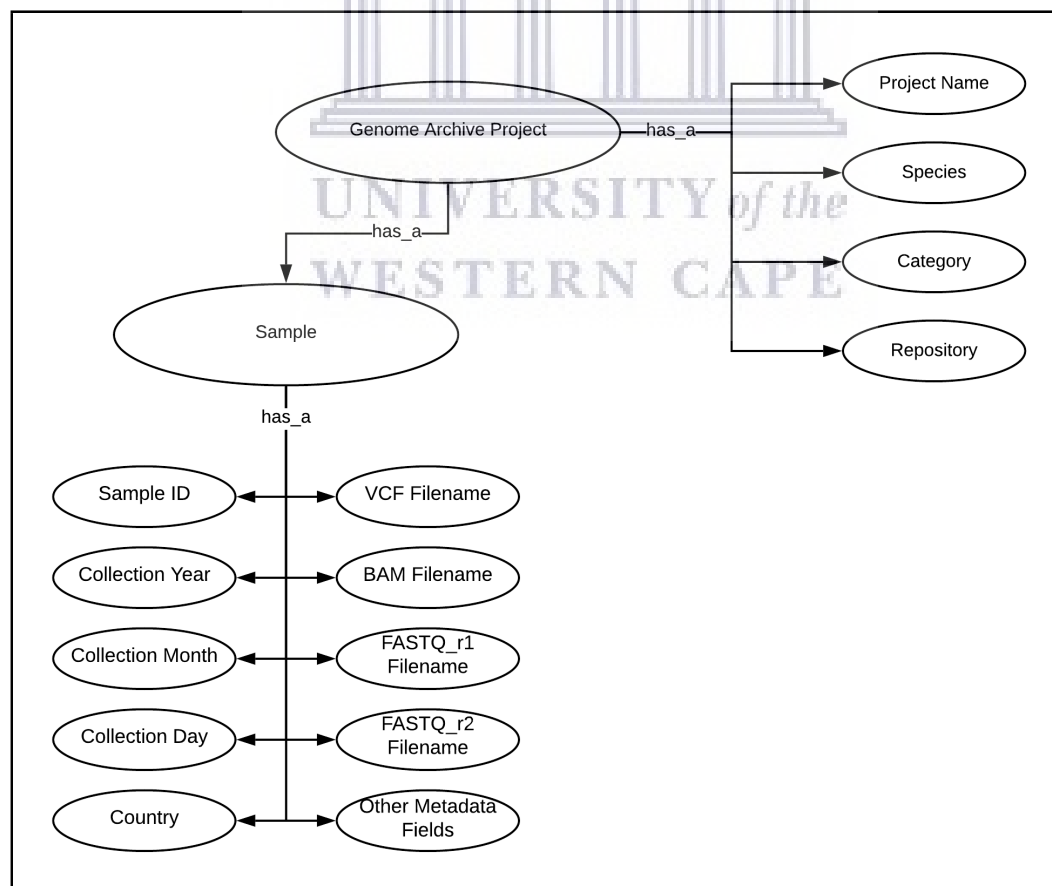 Project Name
Genome Archive Project
has_a
Species
UNIVERSITY of the
has_a
WESTERN CAPE
Category
Sample
Repository
has_a
Sample ID
VCF Filename
Collection Year
BAM Filename
Collection Month
FASTQ_r1
Filename
Collection Day
FASTQ_r2
Filename
Country
Other Metadada
Fields